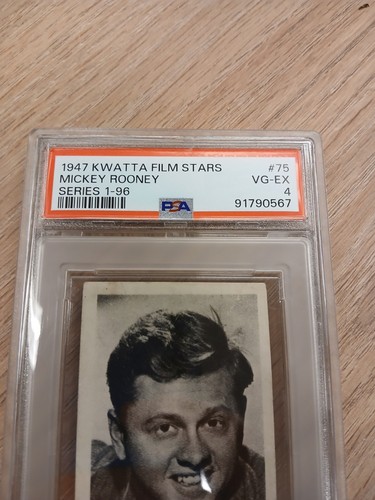 1947 KWATTA FILM STARS #75
MICKEY ROONEY VG-EX
SERIES 1-96 4
PSA 91790567